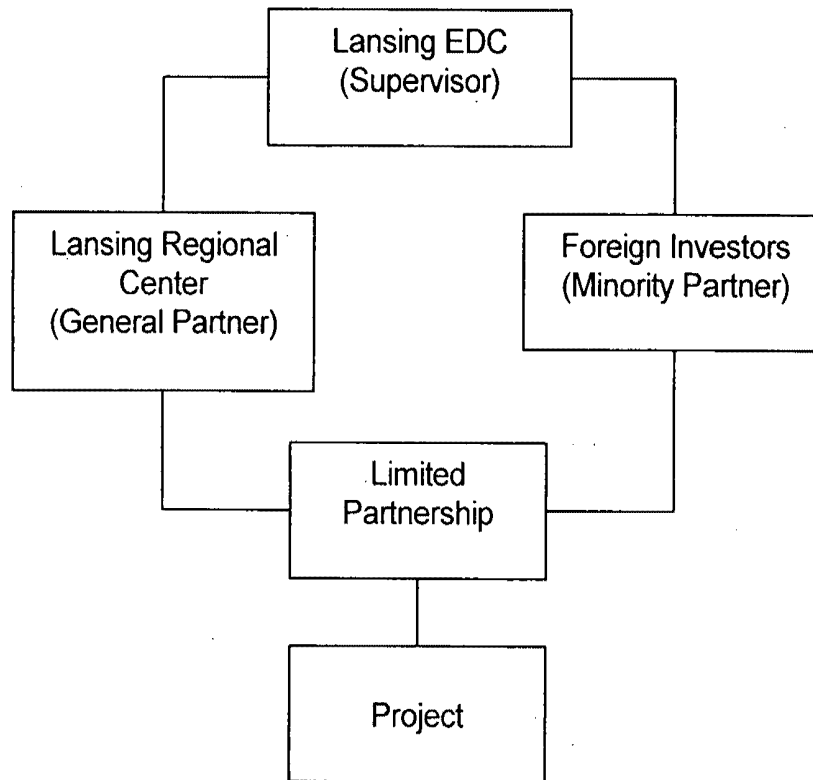 Lansing EDC
(Supervisor)
Lansing Regional
Center
(General Partner)
Foreign Investors
(Minority Partner)
Limited
Partnership
Project